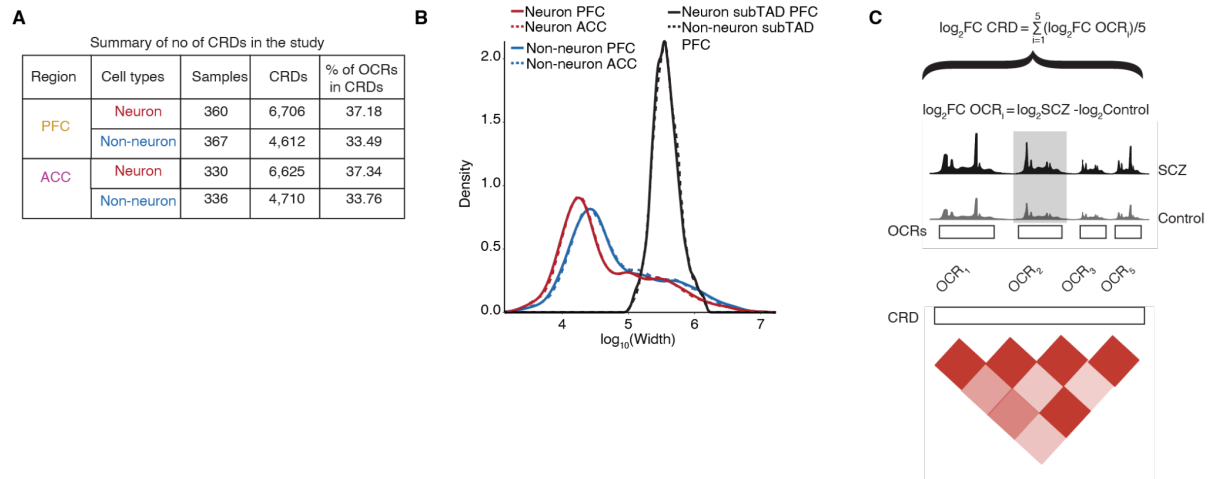 A
Summary of no of CRDs in the study
Region Cell types Samples CRDs % of OCRs in CRDs
PFC Neuron 360 6,706 37.18
Non-neuron 367 4,612 33.49
ACC Neuron 330 6,625 37.34
Non-neuron 336 4,710 33.76
B
Neuron PFC
Neuron ACC
Non-neuron PFC
Non-neuron ACC
Neuron subTAD PFC
Non-neuron subTAD
PFC
Density
2.0
1.5
1.0
0.5
0.0
4 5 6 7
log10(Width)
C
log2FC CRD = 5∑i=1(log2FC OCRi)/5
log2FC OCRi = log2SCZ -log2Control
SCZ
Control
OCRs
OCR1 OCR2 OCR3 OCR5
CRD